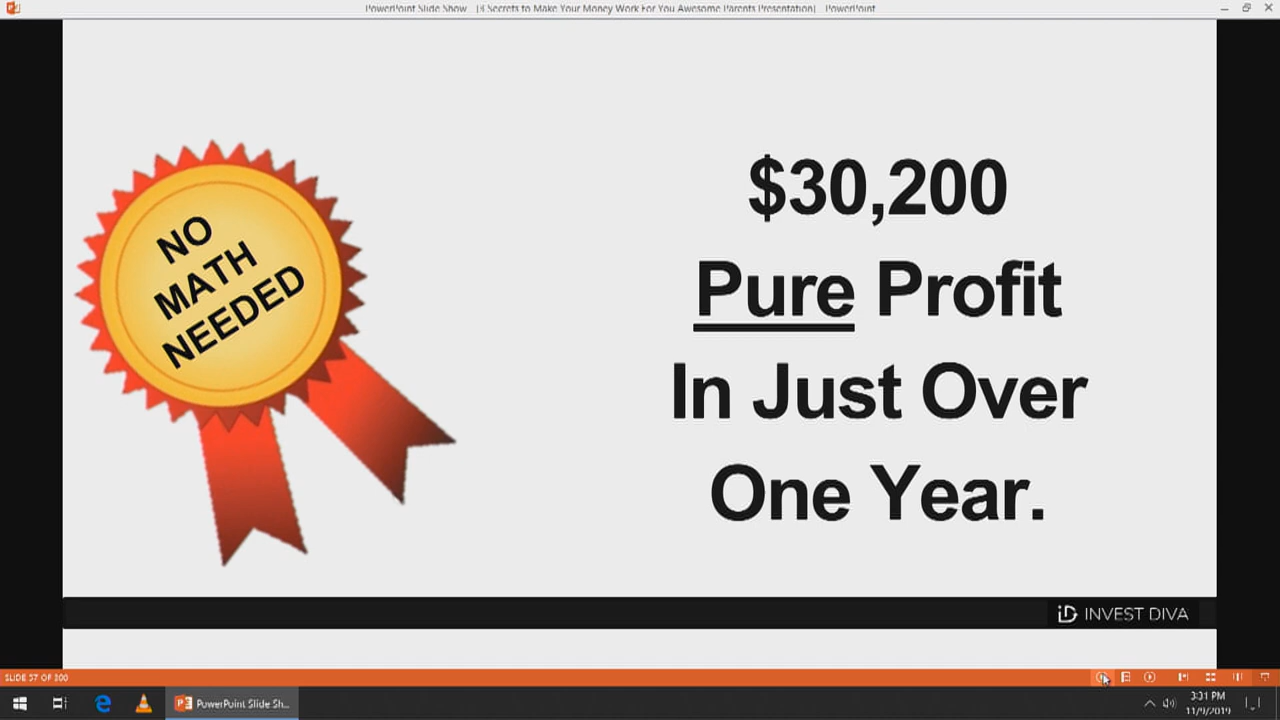 PowerPoint Slide Show - [3 Secrets to Make Your Money Work For You Awesome Parents Presentation] - PowerPoint
NO
MATH
NEEDED
$30,200
Pure Profit
In Just Over
One Year.
iD INVEST DIVA
SLIDE 57 OF 300
PowerPoint Slide Sh...
3:31 PM
11/9/2019